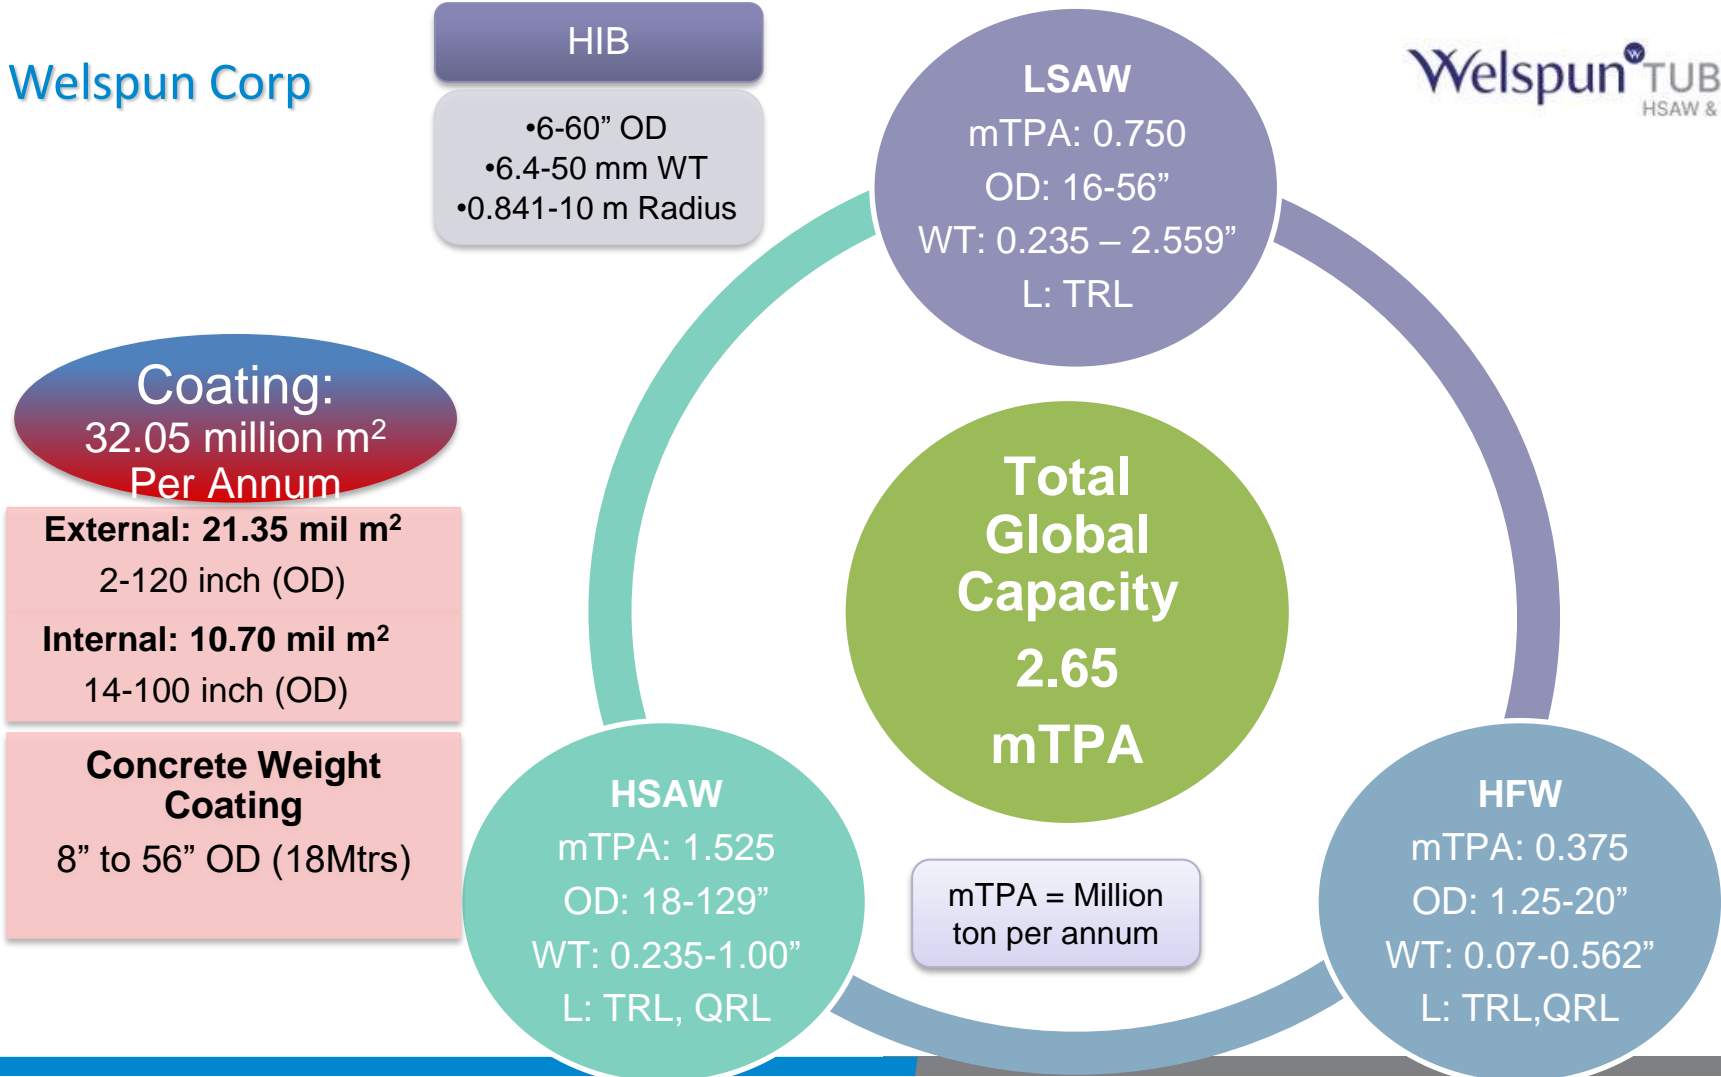 Welspun Corp
HIB
•6-60” OD
•6.4-50 mm WT
•0.841-10 m Radius
LSAW
mTPA: 0.750
OD: 16-56”
WT: 0.235 – 2.559”
L: TRL
Welspun W TUB
HSAW &
Coating:
32.05 million m²
Per Annum
External: 21.35 mil m²
2-120 inch (OD)
Internal: 10.70 mil m²
14-100 inch (OD)
Concrete Weight
Coating
8” to 56” OD (18Mtrs)
Total
Global
Capacity
2.65
mTPA
HSAW
mTPA: 1.525
OD: 18-129”
WT: 0.235-1.00”
L: TRL, QRL
mTPA = Million
ton per annum
HFW
mTPA: 0.375
OD: 1.25-20”
WT: 0.07-0.562”
L: TRL,QRL